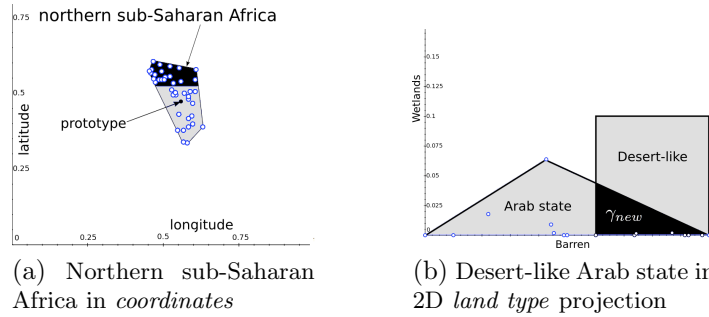 0.75
northern sub-Saharan Africa
0.5
latitude
prototype
0.25
longitude
0
0.25
0.5
0.75
(a) Northern sub-Saharan
Africa in coordinates
0.15
Wetlands
0.1
0.075
Desert-like
0.05
Arab state
γnew
0.025
0
Barren
(b) Desert-like Arab state in
2D land type projection